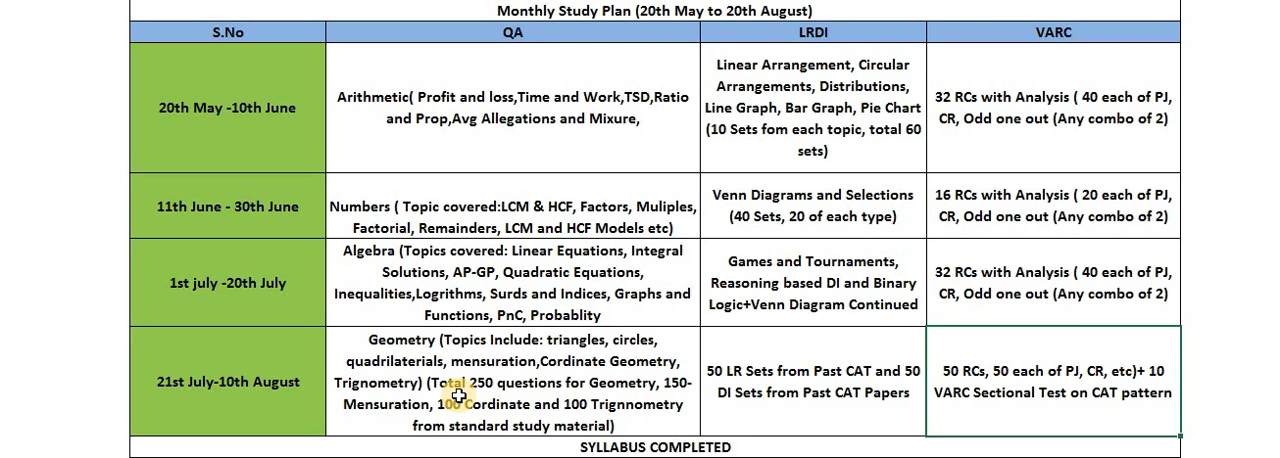 Monthly Study Plan (20th May to 20th August)
S.No
QA
LRDI
VARC
20th May -10th June
Arithmetic( Profit and loss,Time and Work,TSD,Ratio
and Prop,Avg Allegations and Mixure,
Linear Arrangement, Circular
Arrangements, Distributions,
Line Graph, Bar Graph, Pie Chart
(10 Sets fom each topic, total 60
sets)
32 RCs with Analysis ( 40 each of PJ,
CR, Odd one out (Any combo of 2)
11th June - 30th June
Numbers ( Topic covered:LCM & HCF, Factors, Muliples,
Factorial, Remainders, LCM and HCF Models etc)
Venn Diagrams and Selections
(40 Sets, 20 of each type)
16 RCs with Analysis ( 20 each of PJ,
CR, Odd one out (Any combo of 2)
1st july -20th July
Algebra (Topics covered: Linear Equations, Integral
Solutions, AP-GP, Quadratic Equations,
Inequalities,Logrithms, Surds and Indices, Graphs and
Functions, PnC, Probablity
Games and Tournaments,
Reasoning based DI and Binary
Logic+Venn Diagram Continued
32 RCs with Analysis ( 40 each of PJ,
CR, Odd one out (Any combo of 2)
21st July-10th August
Geometry (Topics Include: triangles, circles,
quadrilaterials, mensuration,Cordinate Geometry,
Trignometry) (Total 250 questions for Geometry, 150-
Mensuration, 100 Cordinate and 100 Trignnometry
from standard study material)
50 LR Sets from Past CAT and 50
DI Sets from Past CAT Papers
50 RCs, 50 each of PJ, CR, etc)+ 10
VARC Sectional Test on CAT pattern
SYLLABUS COMPLETED